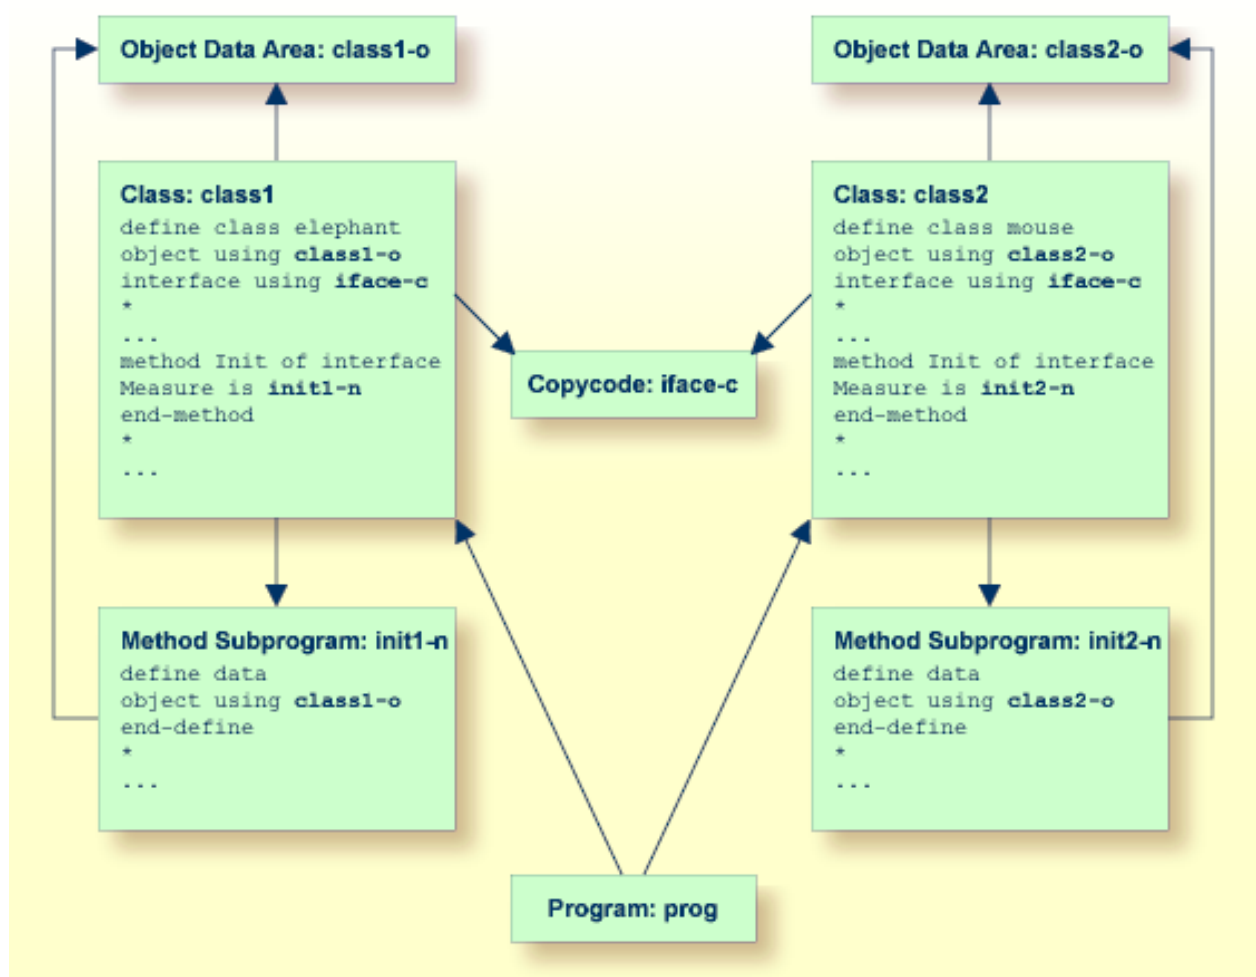 Object Data Area: class1-o
Object Data Area: class2-o
Class: class1
define class elephant
object using class1-o
interface using iface-c
*
...
method Init of interface
Measure is init1-n
end-method
*
...
Class: class2
define class mouse
object using class2-o
interface using iface-c
*
...
method Init of interface
Measure is init2-n
end-method
*
...
Copycode: iface-c
Method Subprogram: init1-n
define data
object using class1-o
end-define
*
...
Method Subprogram: init2-n
define data
object using class2-o
end-define
*
...
Program: prog